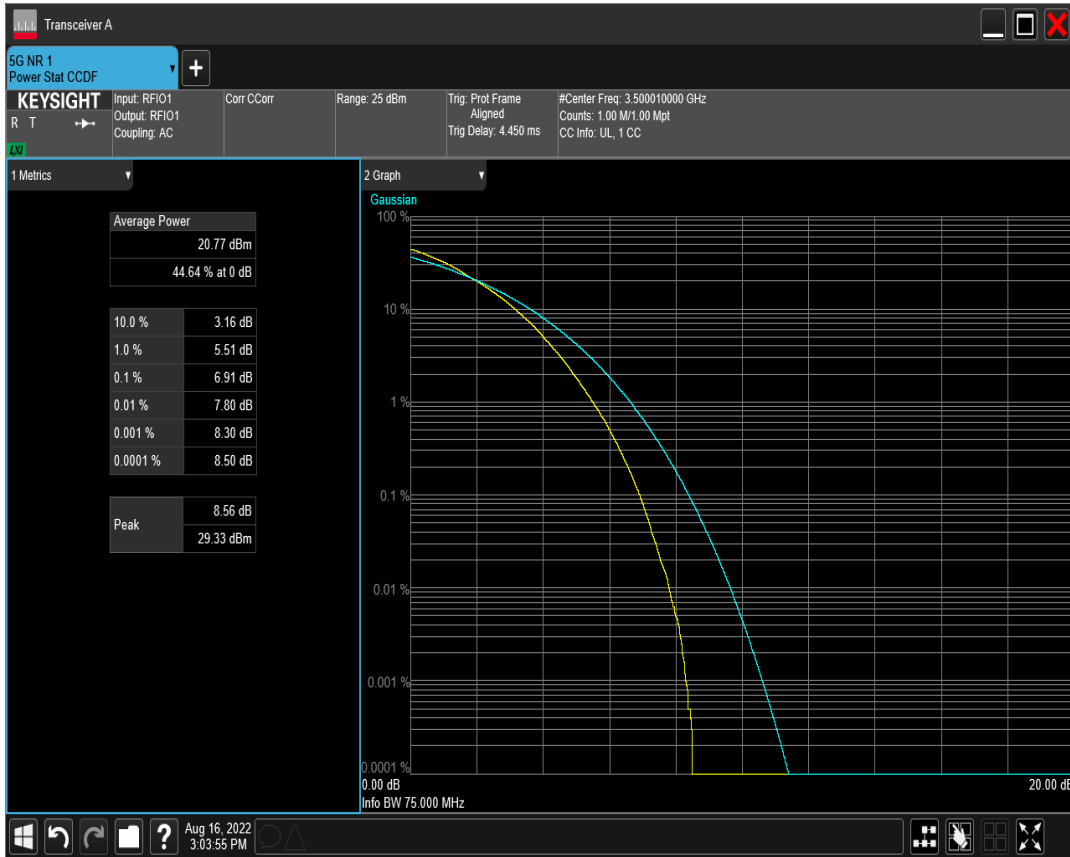 Transceiver A
5G NR 1
Power Stat CCDF
KEYSIGHT
R T
LXI
Input: RFIO1
Output: RFIO1
Coupling: AC
Corr CCorr
Range: 25 dBm
Trig: Prot Frame
Aligned
Trig Delay: 4.450 ms
#Center Freq: 3.500010000 GHz
Counts: 1.00 M/1.00 Mpt
CC Info: UL, 1 CC
1 Metrics
Average Power
20.77 dBm
44.64 % at 0 dB
10.0 % 3.16 dB
1.0 % 5.51 dB
0.1 % 6.91 dB
0.01 % 7.80 dB
0.001 % 8.30 dB
0.0001 % 8.50 dB
Peak
8.56 dB
29.33 dBm
2 Graph
Gaussian
100 %
10 %
1 %
0.1 %
0.01 %
0.001 %
0.0001 %
0.00 dB
20.00 dB
Info BW 75.000 MHz
?
Aug 16, 2022
3:03:55 PM